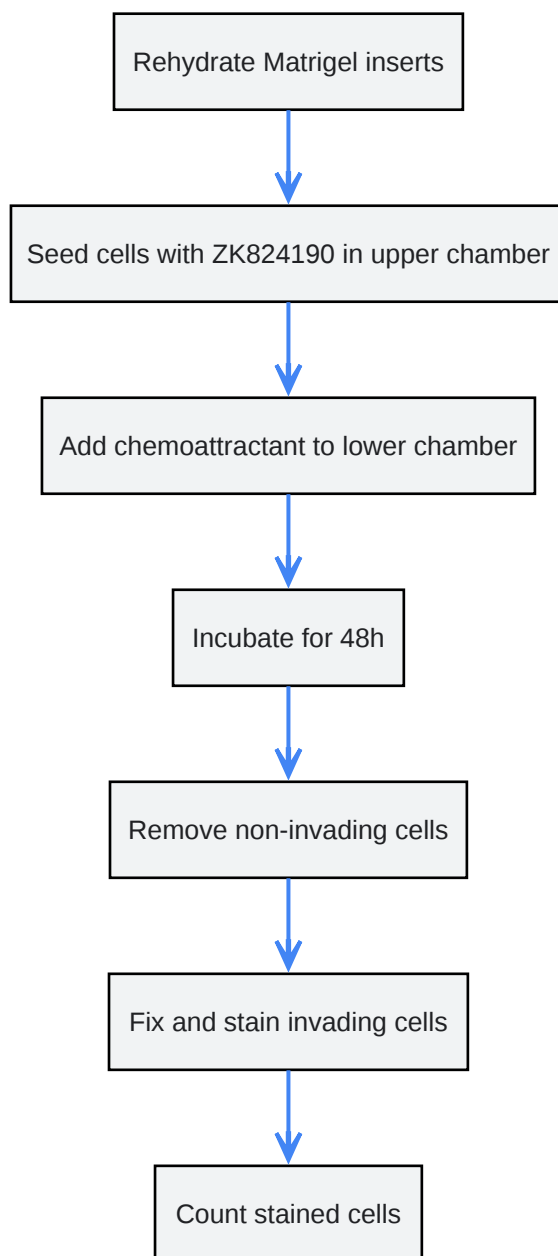 Rehydrate Matrigel inserts
Seed cells with ZK824190 in upper chamber
Add chemoattractant to lower chamber
Incubate for 48h
Remove non-invading cells
Fix and stain invading cells
Count stained cells